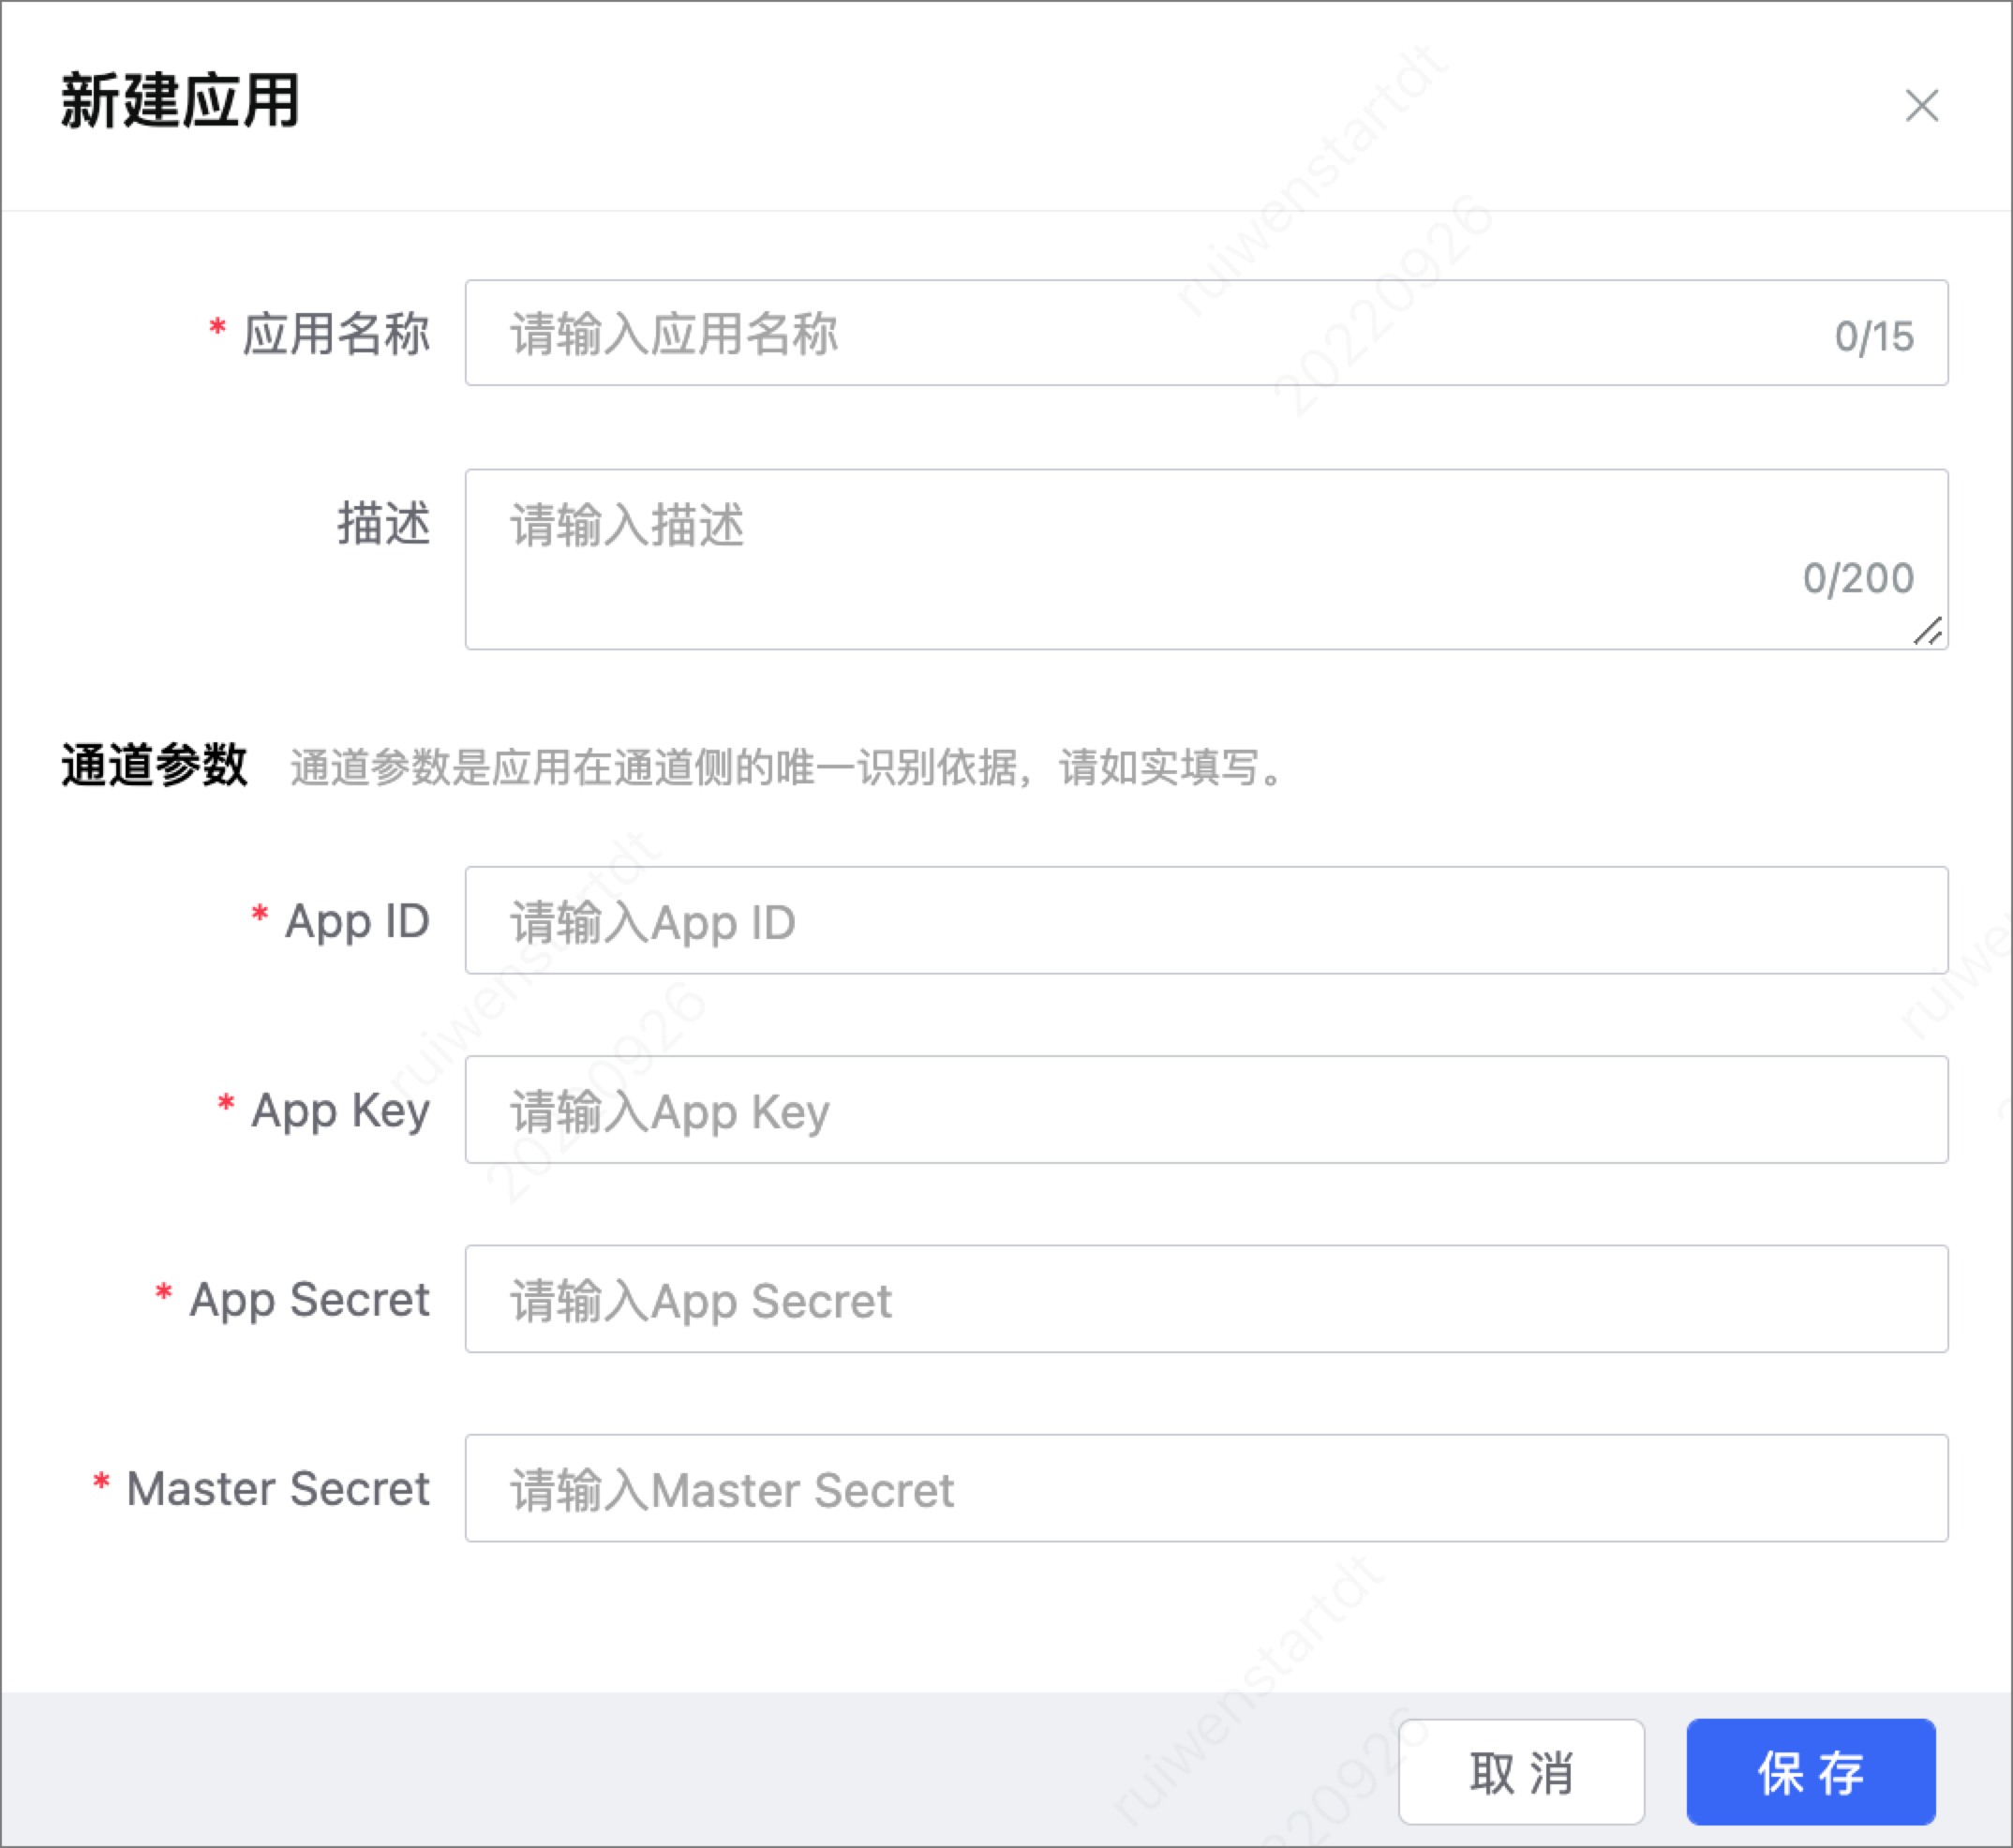 新建应用
* 应用名称 请输入应用名称 0/15
描述 请输入描述
0/200
通道参数 通道参数是应用在通道侧的唯一识别依据，请如实填写。
* App ID 请输入App ID
* App Key 请输入App Key
* App Secret 请输入App Secret
* Master Secret 请输入Master Secret
取消 保存
ruiwenstartdt
20220926
ruiwenstartdt
20220926
ruiwenstartdt